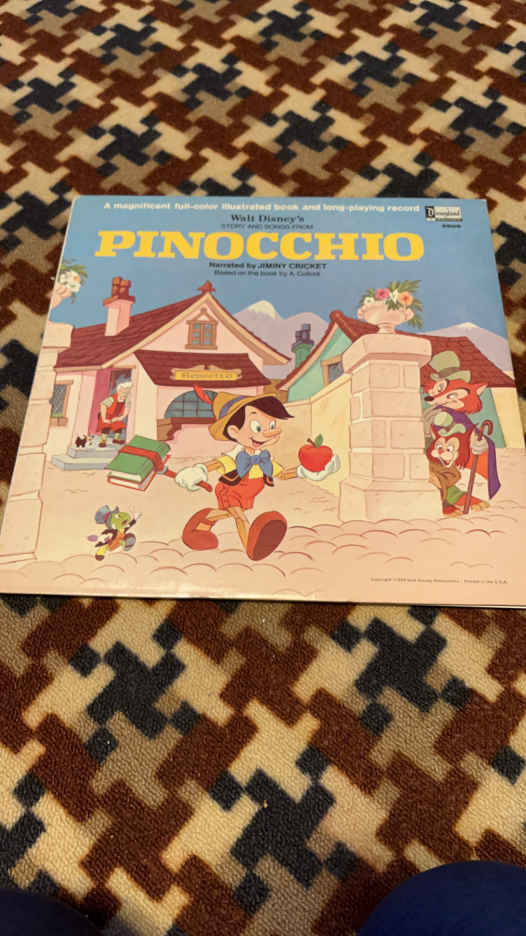 A magnificent full-color illustrated book and long-playing record
Disneyland
Walt Disney's
STORY AND SONGS FROM
PINOCCHIO
Narrated by JIMINY CRICKET
Based on the book by A. Collodi
Geppetto